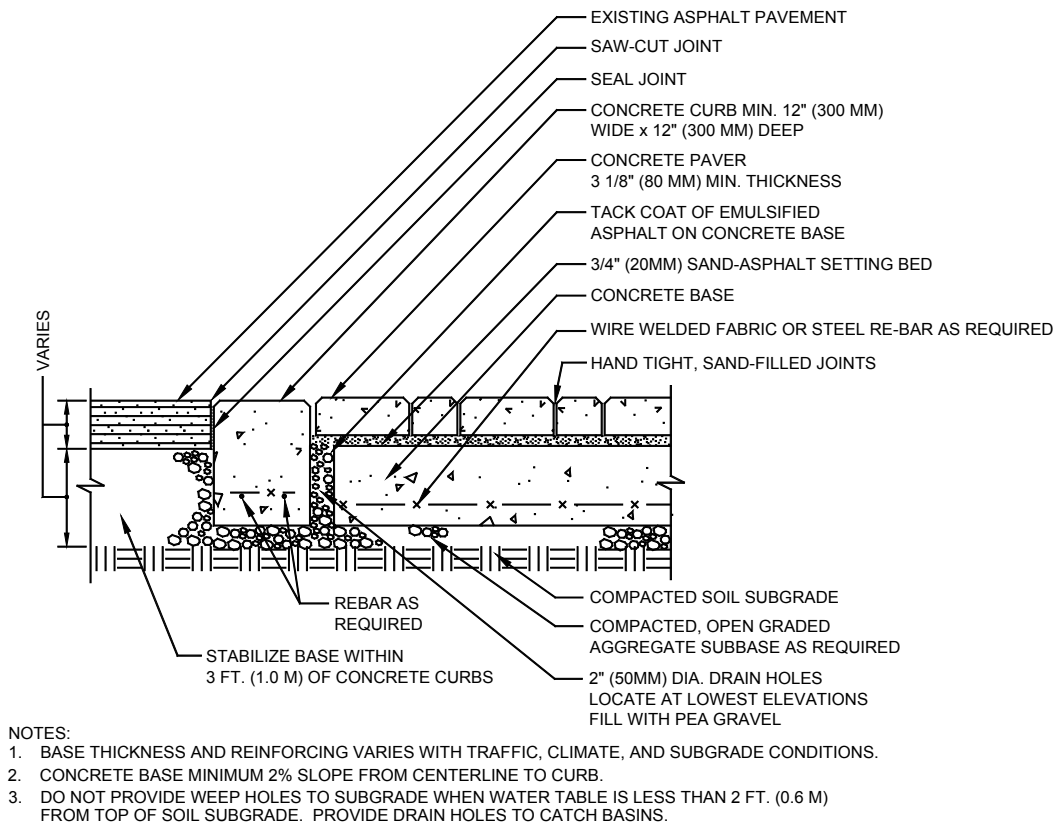 EXISTING ASPHALT PAVEMENT
SAW-CUT JOINT
SEAL JOINT
CONCRETE CURB MIN. 12" (300 MM)
WIDE x 12" (300 MM) DEEP
CONCRETE PAVER
3 1/8" (80 MM) MIN. THICKNESS
TACK COAT OF EMULSIFIED
ASPHALT ON CONCRETE BASE
3/4" (20MM) SAND-ASPHALT SETTING BED
CONCRETE BASE
WIRE WELDED FABRIC OR STEEL RE-BAR AS REQUIRED
HAND TIGHT, SAND-FILLED JOINTS
VARIES
COMPACTED SOIL SUBGRADE
COMPACTED, OPEN GRADED
AGGREGATE SUBBASE AS REQUIRED
2" (50MM) DIA. DRAIN HOLES
LOCATE AT LOWEST ELEVATIONS
FILL WITH PEA GRAVEL
REBAR AS
REQUIRED
STABILIZE BASE WITHIN
3 FT. (1.0 M) OF CONCRETE CURBS
NOTES:
1. BASE THICKNESS AND REINFORCING VARIES WITH TRAFFIC, CLIMATE, AND SUBGRADE CONDITIONS.
2. CONCRETE BASE MINIMUM 2% SLOPE FROM CENTERLINE TO CURB.
3. DO NOT PROVIDE WEEP HOLES TO SUBGRADE WHEN WATER TABLE IS LESS THAN 2 FT. (0.6 M)
FROM TOP OF SOIL SUBGRADE. PROVIDE DRAIN HOLES TO CATCH BASINS.